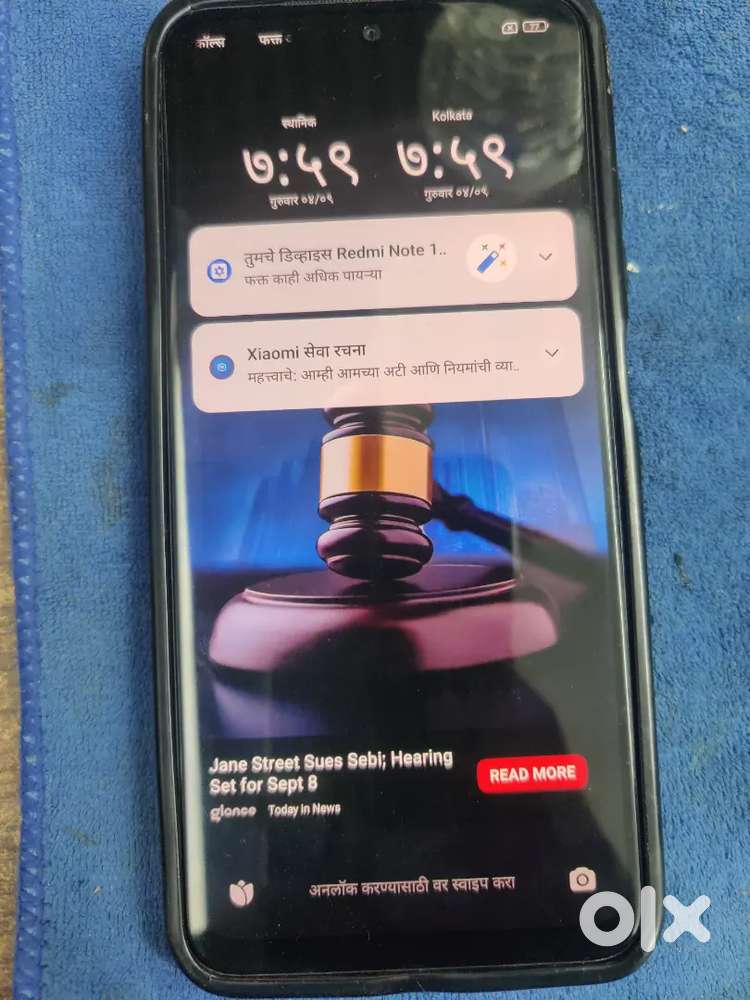 कॉल्स फक्त
77
स्थानिक
७:५९
गुरुवार ०४/०९
Kolkata
७:५९
गुरुवार ०४/०९
तुमचे डिव्हाइस Redmi Note 1..
फक्त काही अधिक पायऱ्या
Xiaomi सेवा रचना
महत्त्वाचे: आम्ही आमच्या अटी आणि नियमांची व्या..
Jane Street Sues Sebi; Hearing
Set for Sept 8
READ MORE
glance Today in News
अनलॉक करण्यासाठी वर स्वाइप करा
olx